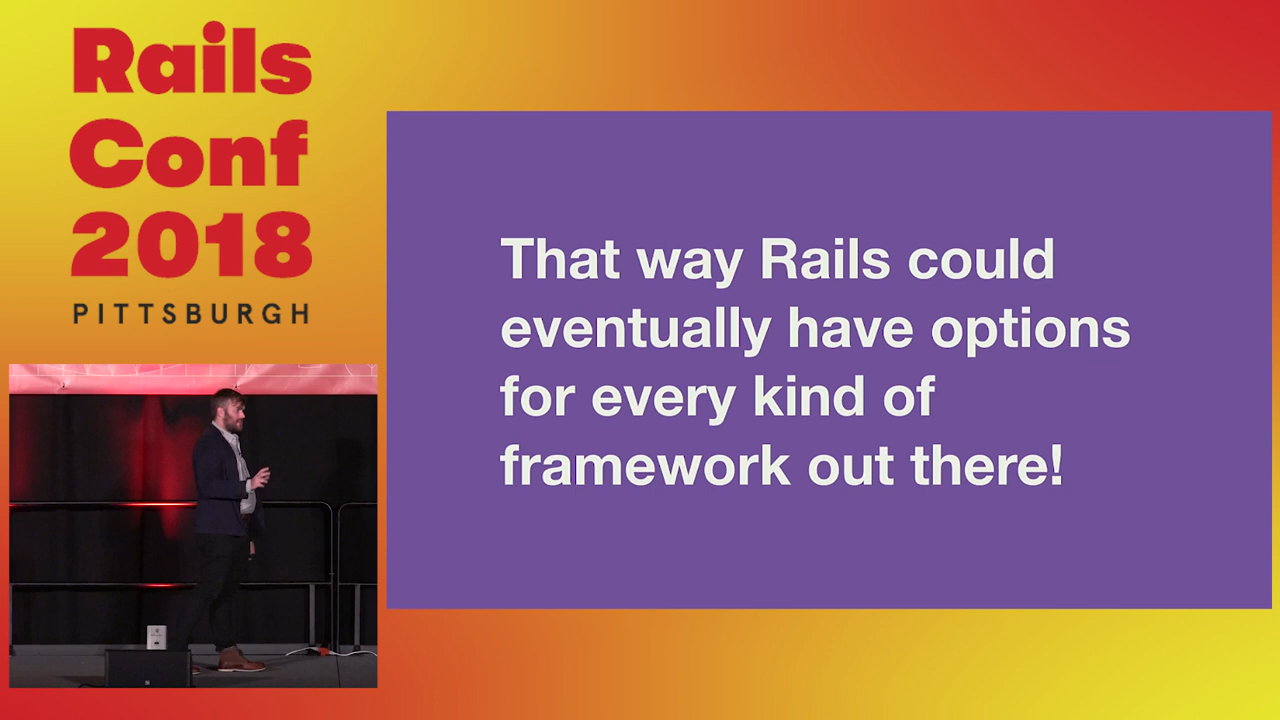 Rails
Conf
2018
PITTSBURGH
That way Rails could
eventually have options
for every kind of
framework out there!